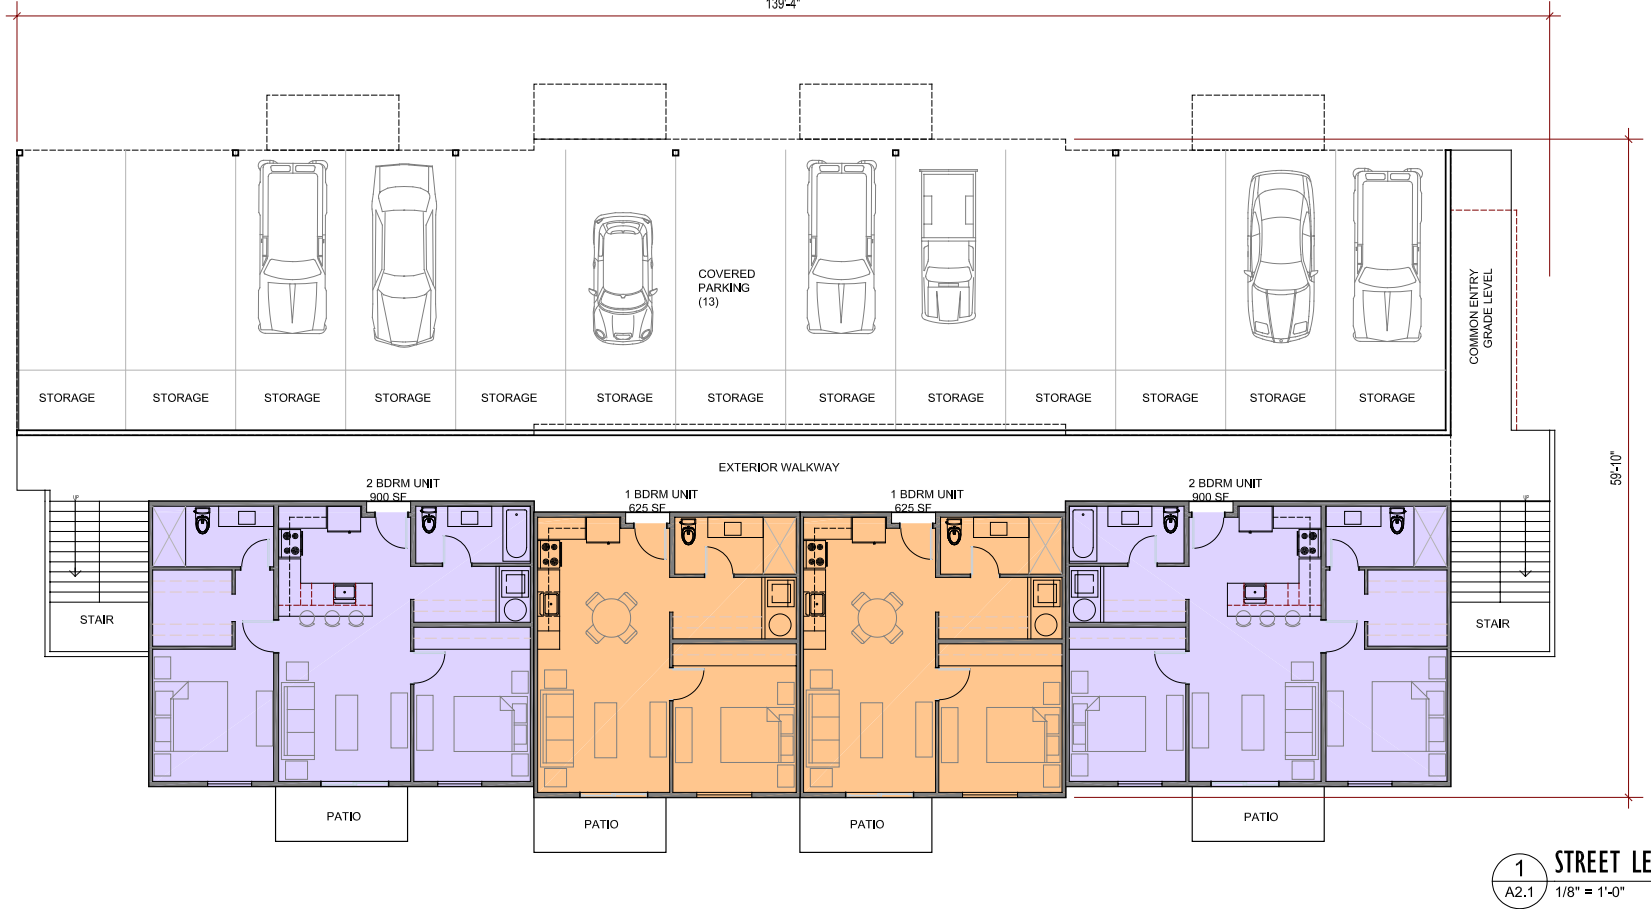 139'-4"
COVERED
PARKING
(13)
COMMON ENTRY
GRADE LEVEL
STORAGE STORAGE STORAGE STORAGE STORAGE STORAGE STORAGE STORAGE STORAGE STORAGE STORAGE STORAGE STORAGE
EXTERIOR WALKWAY
59'-10"
2 BDRM UNIT
900 SF
1 BDRM UNIT
625 SF
1 BDRM UNIT
625 SF
2 BDRM UNIT
900 SF
UP
UP
STAIR
STAIR
PATIO
PATIO
PATIO
PATIO
1
A2.1
STREET LE
1/8" = 1'-0"